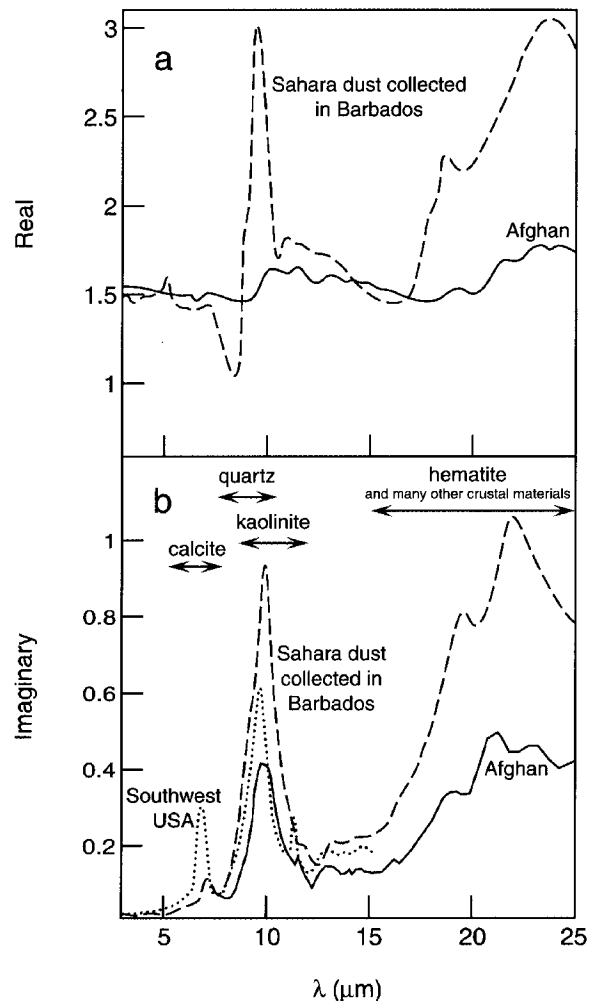 a
3
2.5
2
1.5
1
Real
Sahara dust collected
in Barbados
Afghan
b
quartz
kaolinite
calcite
hematite
and many other crustal materials
1
0.8
0.6
0.4
0.2
Imaginary
Sahara dust
collected in
Barbados
Southwest
USA
Afghan
5
10
15
20
25
λ (μm)